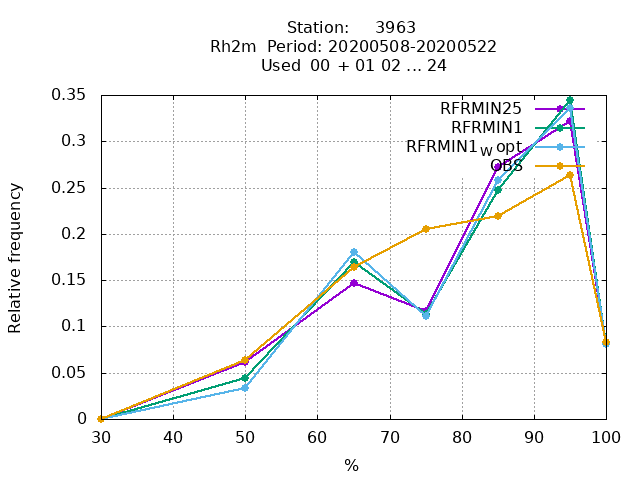 Station:     3963
Rh2m  Period: 20200508-20200522
Used  00  + 01 02 ... 24
RFRMIN25
RFRMIN1
RFRMIN1W opt
OBS
0.35
0.3
0.25
0.2
0.15
0.1
0.05
0
Relative frequency
30 40 50 60 70 80 90 100
%